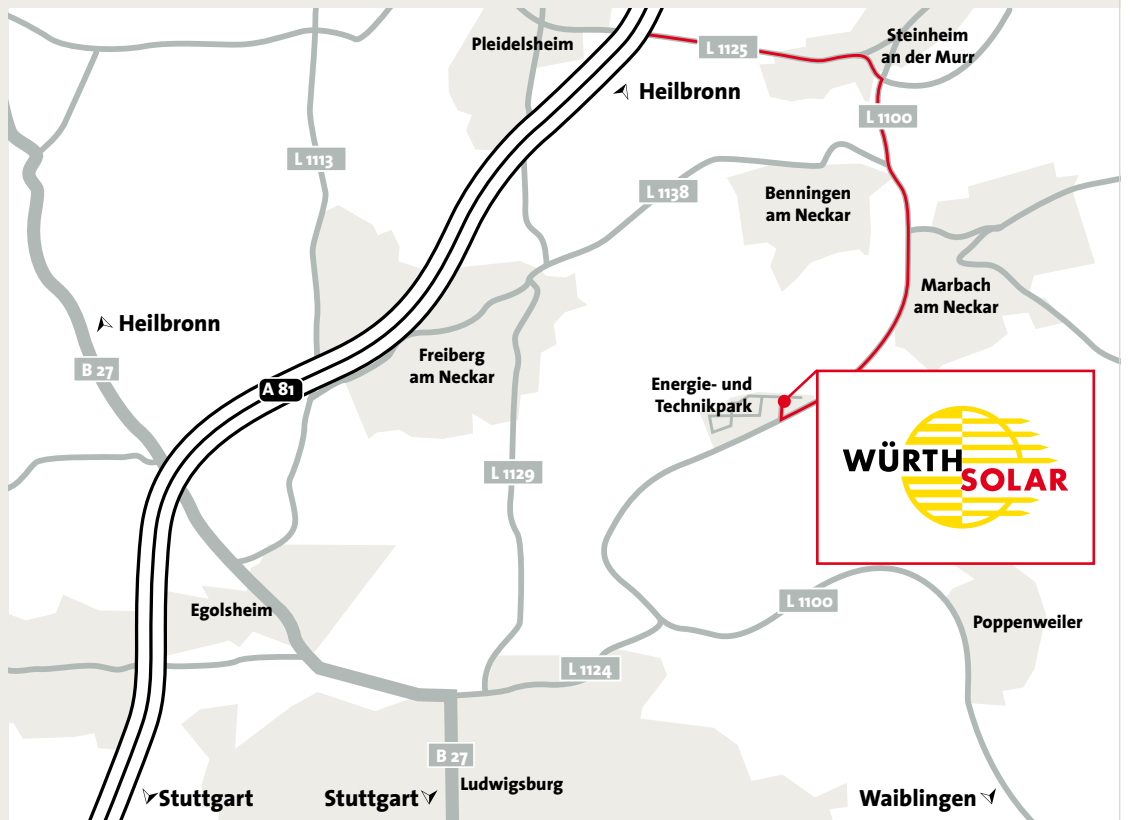 Pleidelsheim
L 1125
Steinheim
an der Murr
Heilbronn
L 1100
L 1113
L 1138
Benningen
am Neckar
Marbach
am Neckar
Heilbronn
B 27
A 81
Freiberg
am Neckar
Energie- und
Technikpark
WÜRTH
SOLAR
L 1129
L 1100
Egolsheim
Poppenweiler
L 1124
B 27
Ludwigsburg
Stuttgart
Stuttgart
Waiblingen